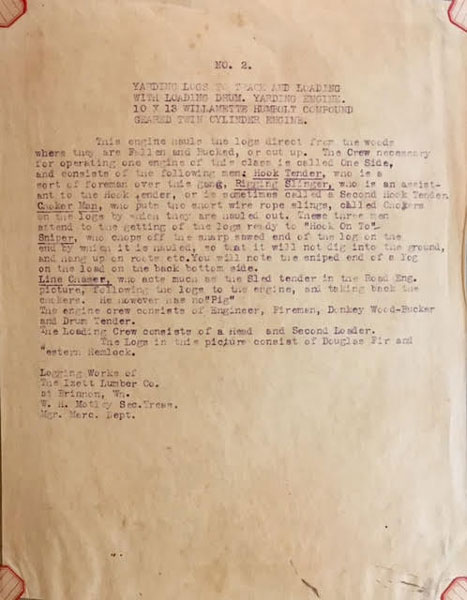 NO. 2.
YARDING LOGS TO TRACK AND LOADING
WITH LOADING DRUM. YARDING ENGINE.
10 X 13 WILLAMETTE HUMBOLT COMPOUND
GEARED TWIN CYLINDER ENGINE.
This engine hauls the logs direct from the woods
where they are Fallen and Bucked, or cut up. The Crew necessary
for operating one engine of this class is called One Side,
and consists of the following men: Hook Tender, who is a
sort of foreman over this gang, Rigging Slinger, who is an assist-
ant to the Hook Tender, or is sometimes called a Second Hook Tender.
Choker Man, who puts the short wire rope slings, called Chokers
on the logs by which they are hauled out. These three men
attend to the getting of the logs ready to "Hook On To".
Sniper, who chops off the sharp sawed end of the log on the
end by which it is hauled, so that it will not dig into the ground,
and hang up on roots etc. You will note the sniped end of a log
on the load on the back bottom side.
Line Chaser, who acts much as the Sled tender in the Road Eng.
picture, following the logs to the engine, and taking back the
chokers. He however has no "Pig"
The engine crew consists of Engineer, Fireman, Donkey Wood-Bucker
and Drum Tender.
The Loading Crew consists of a Head and Second Loader.
The Logs in this picture consist of Douglas Fir and
Western Hemlock.
Logging Works of
The Izett Lumber Co.
at Brinnon, Wn.
W. H. Motley Sec.Treas.
Mgr. Merc. Dept.